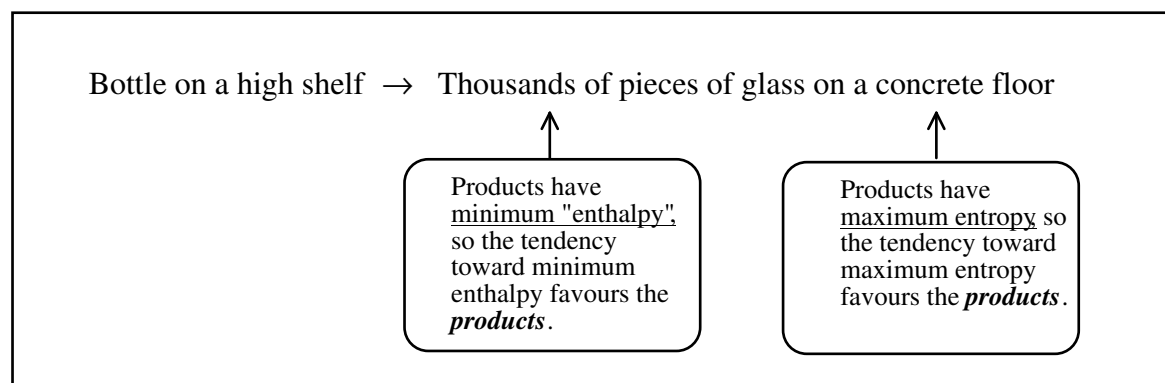 Bottle on a high shelf → Thousands of pieces of glass on a concrete floor
Products have
minimum "enthalpy",
so the tendency
toward minimum
enthalpy favours the
products.
Products have
maximum entropy, so
the tendency toward
maximum entropy
favours the products.